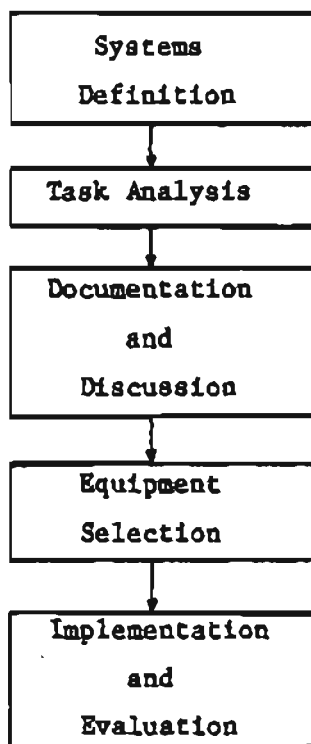 Systems
Definition
Task Analysis
Documentation
and
Discussion
Equipment
Selection
Implementation
and
Evaluation